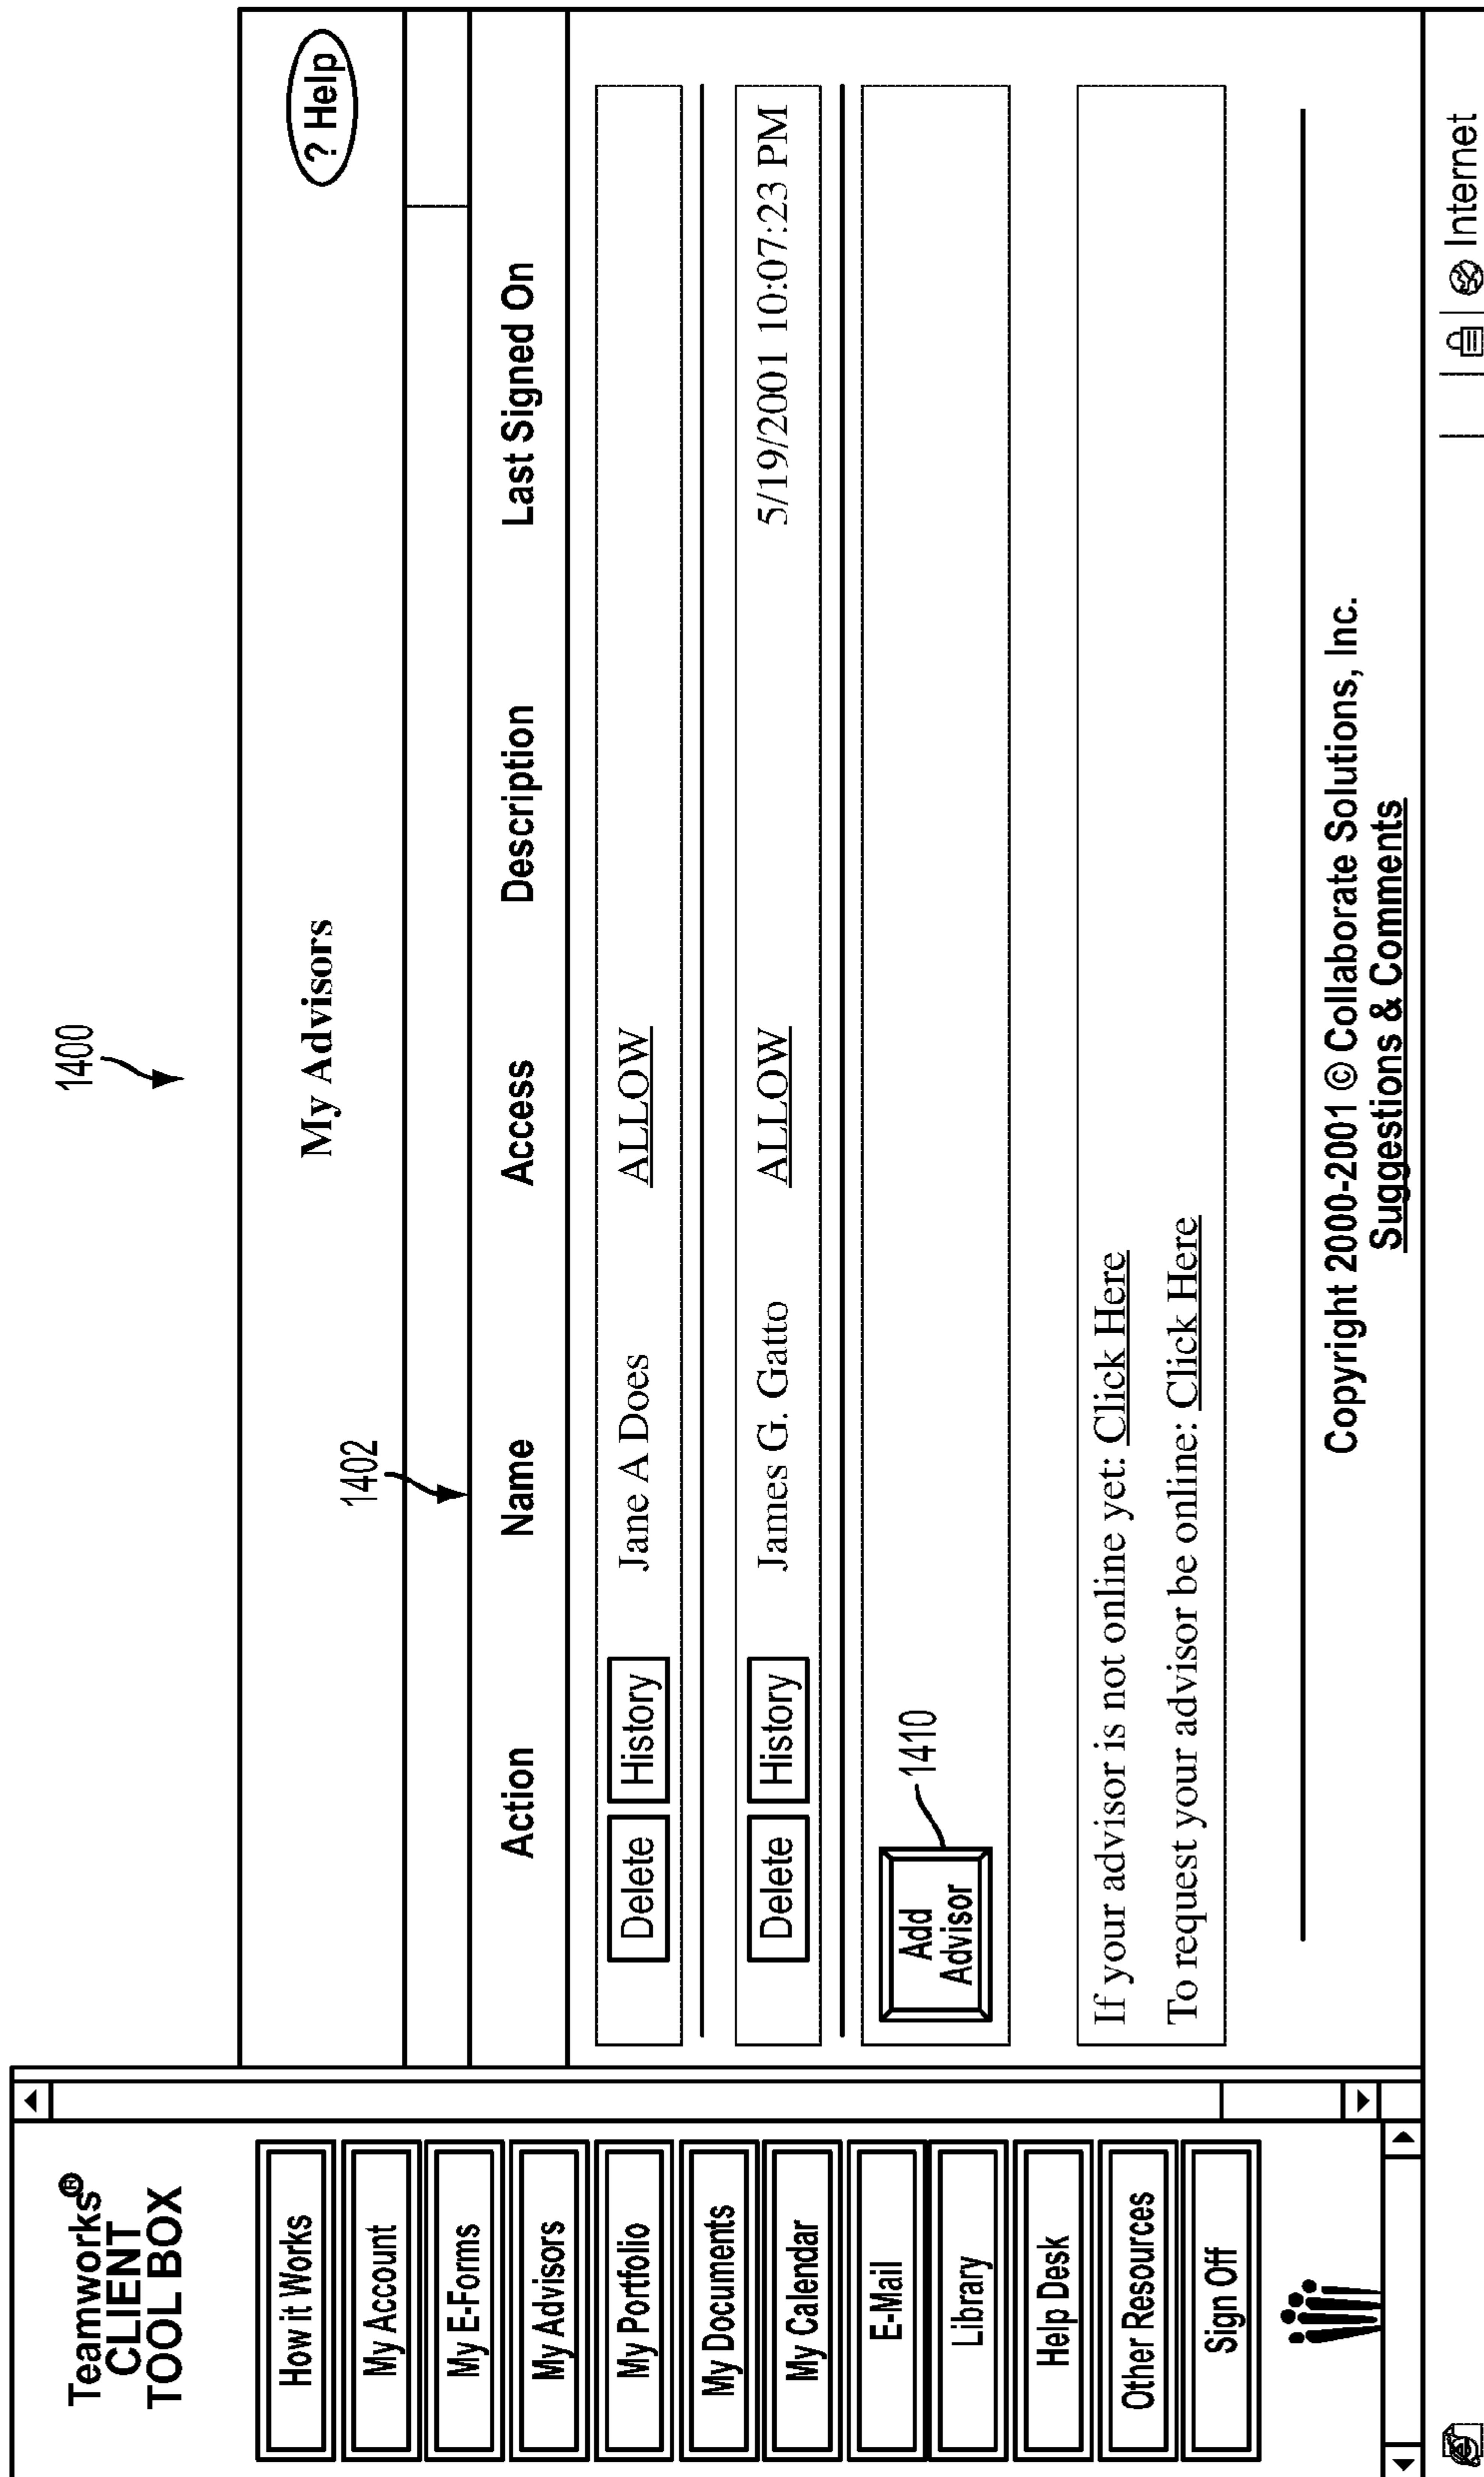 1400
Teamworks®
CLIENT
TOOL BOX
How it Works
My Account
My E-Forms
My Advisors
My Portfolio
My Documents
My Calendar
E-Mail
Library
Help Desk
Other Resources
Sign Off
My Advisors
? Help
1402
Action Name Access Description Last Signed On
Delete History Jane A Does ALLOW
Delete History James G. Gatto ALLOW 5/19/2001 10:07:23 PM
Add
Advisor
1410
If your advisor is not online yet: Click Here
To request your advisor be online: Click Here
Copyright 2000-2001 © Collaborate Solutions, Inc.
Suggestions & Comments
Internet